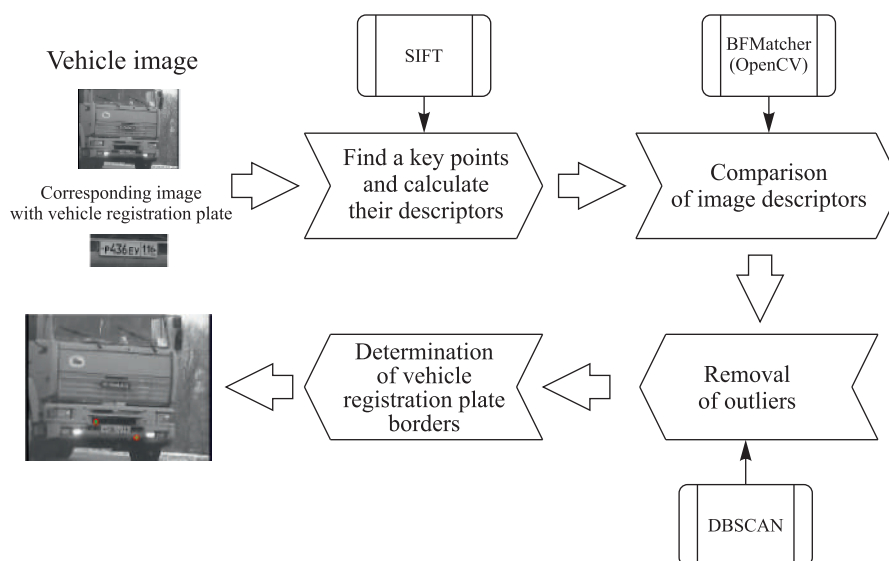 Vehicle image
Corresponding image
with vehicle registration plate
P436EY 116
SIFT
Find a key points
and calculate
their descriptors
BFMatcher
(OpenCV)
Comparison
of image descriptors
Removal
of outliers
DBSCAN
Determination
of vehicle
registration plate
borders